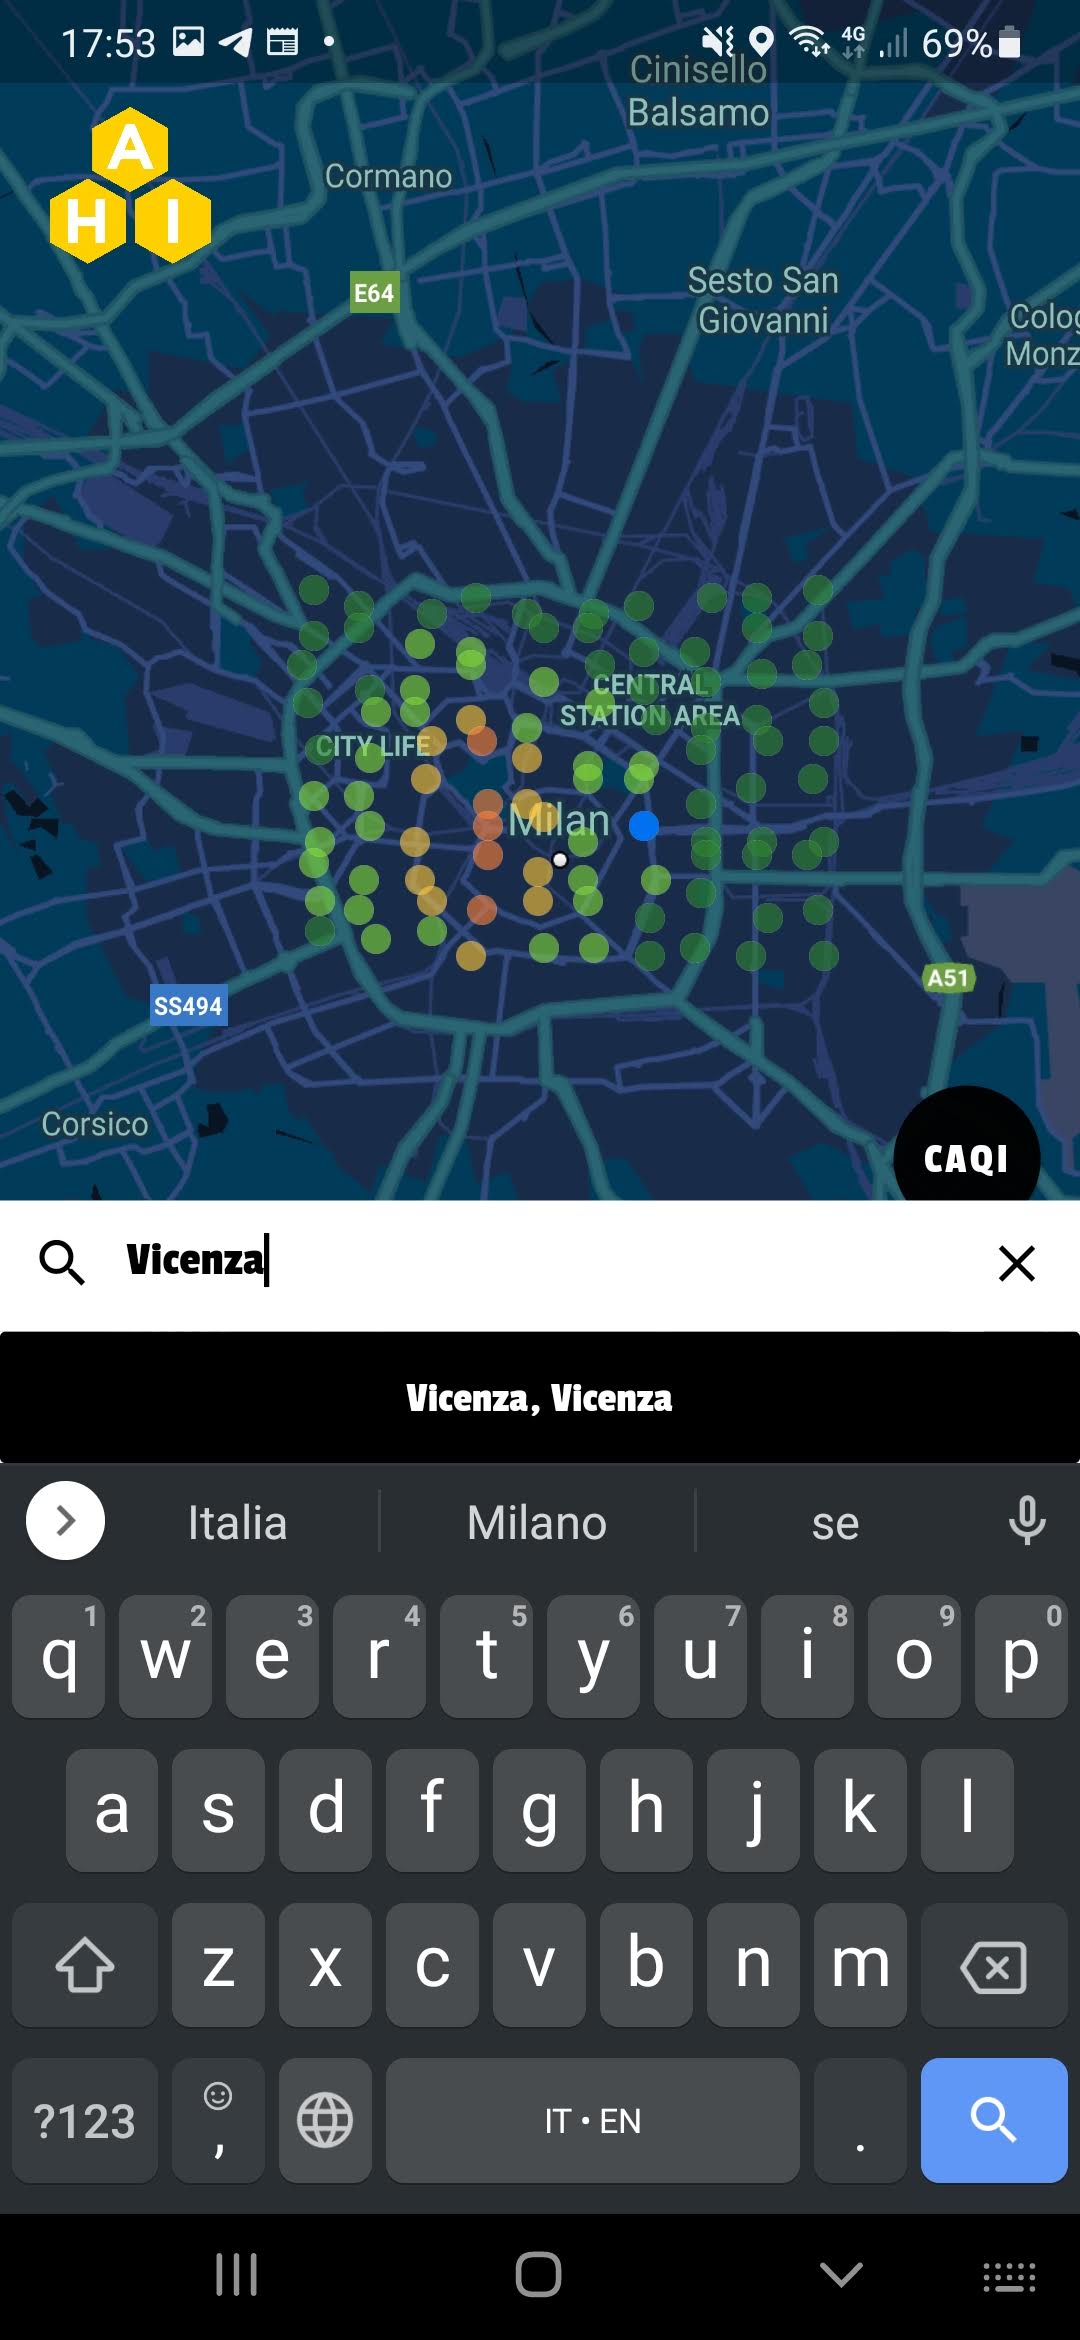 17:53
4G
69%
Cinisello
Balsamo
Cormano
A
H I
E64
Sesto San
Giovanni
Colog
Monz
CENTRAL
STATION AREA
CITY LIFE
Milan
A51
SS494
Corsico
CAQI
Vicenza
Vicenza, Vicenza
Italia Milano se
1 2 3 4 5 6 7 8 9 0
q w e r t y u i o p
a s d f g h j k l
z x c v b n m
?123 , IT • EN .